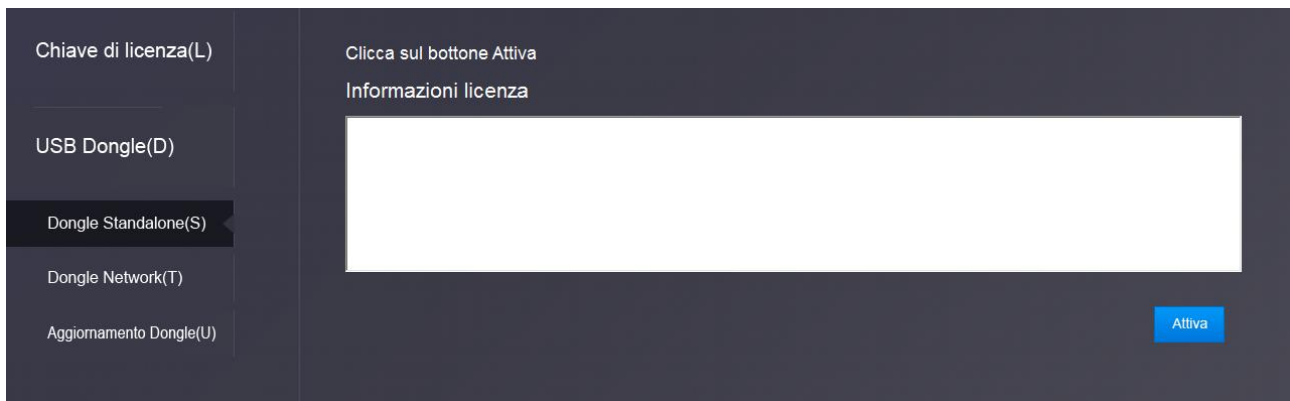 Chiave di licenza(L)
USB Dongle(D)
Dongle Standalone(S)
Dongle Network(T)
Aggiornamento Dongle(U)
Clicca sul bottone Attiva
Informazioni licenza
Attiva